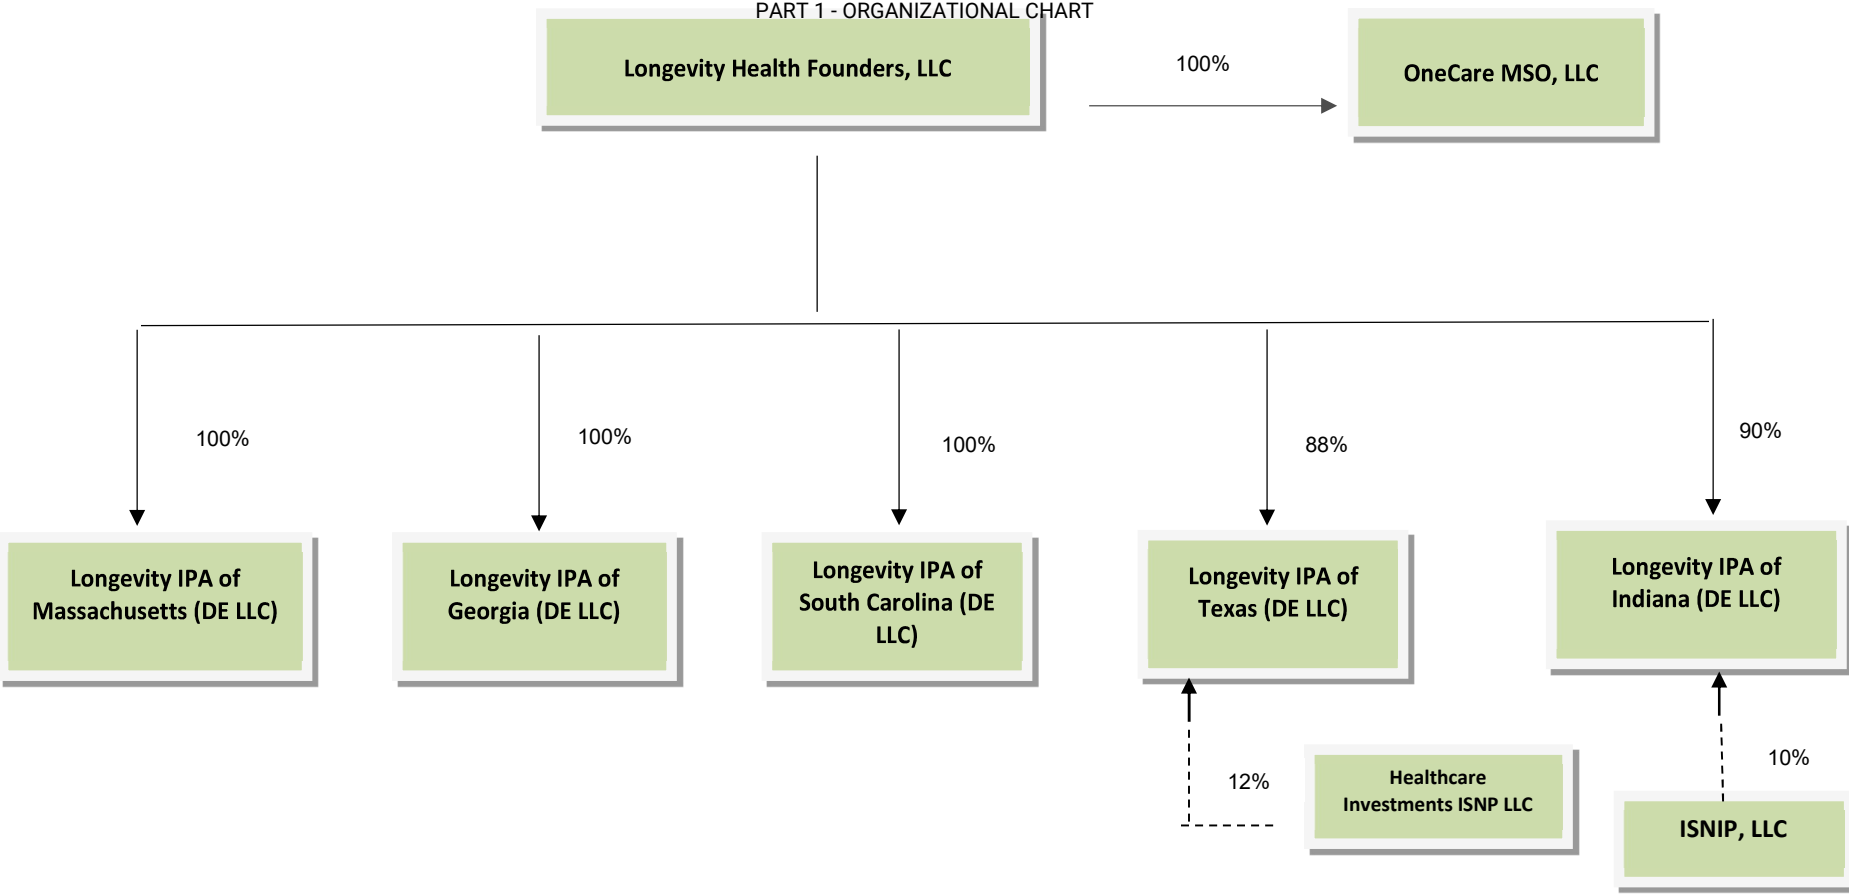 PART 1 - ORGANIZATIONAL CHART
Longevity Health Founders, LLC
100%
OneCare MSO, LLC
100%
100%
100%
88%
90%
Longevity IPA of
Massachusetts (DE LLC)
Longevity IPA of
Georgia (DE LLC)
Longevity IPA of
South Carolina (DE
LLC)
Longevity IPA of
Texas (DE LLC)
Longevity IPA of
Indiana (DE LLC)
12%
Healthcare
Investments ISNP LLC
10%
ISNIP, LLC